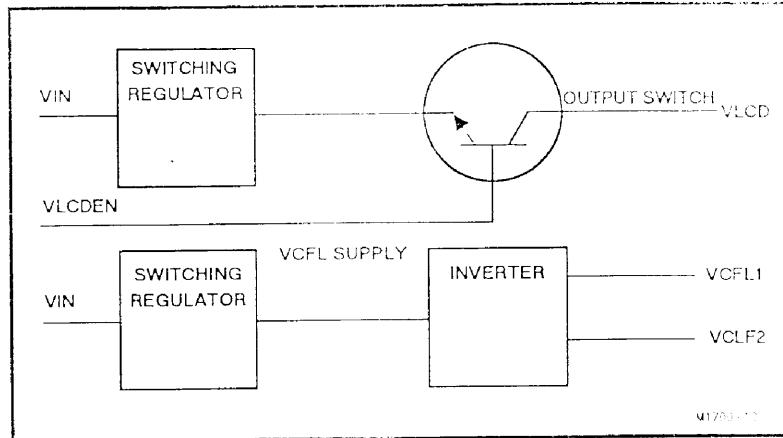 SWITCHING
REGULATOR
VIN
OUTPUT SWITCH
VLCD
VLCDEN
VCFL SUPPLY
SWITCHING
REGULATOR
INVERTER
VCFL1
VIN
VCLF2